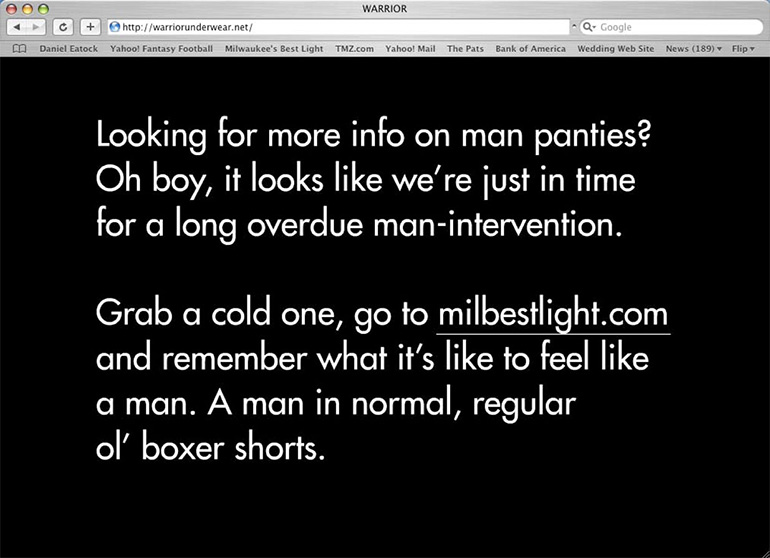 WARRIOR
http://warriorunderwear.net/
Google
Daniel Eatock Yahoo! Fantasy Football Milwaukee's Best Light TMZ.com Yahoo! Mail The Pats Bank of America Wedding Web Site News (189) Flip
Looking for more info on man panties?
Oh boy, it looks like we're just in time
for a long overdue man-intervention.
Grab a cold one, go to milbestlight.com
and remember what it's like to feel like
a man. A man in normal, regular
ol' boxer shorts.